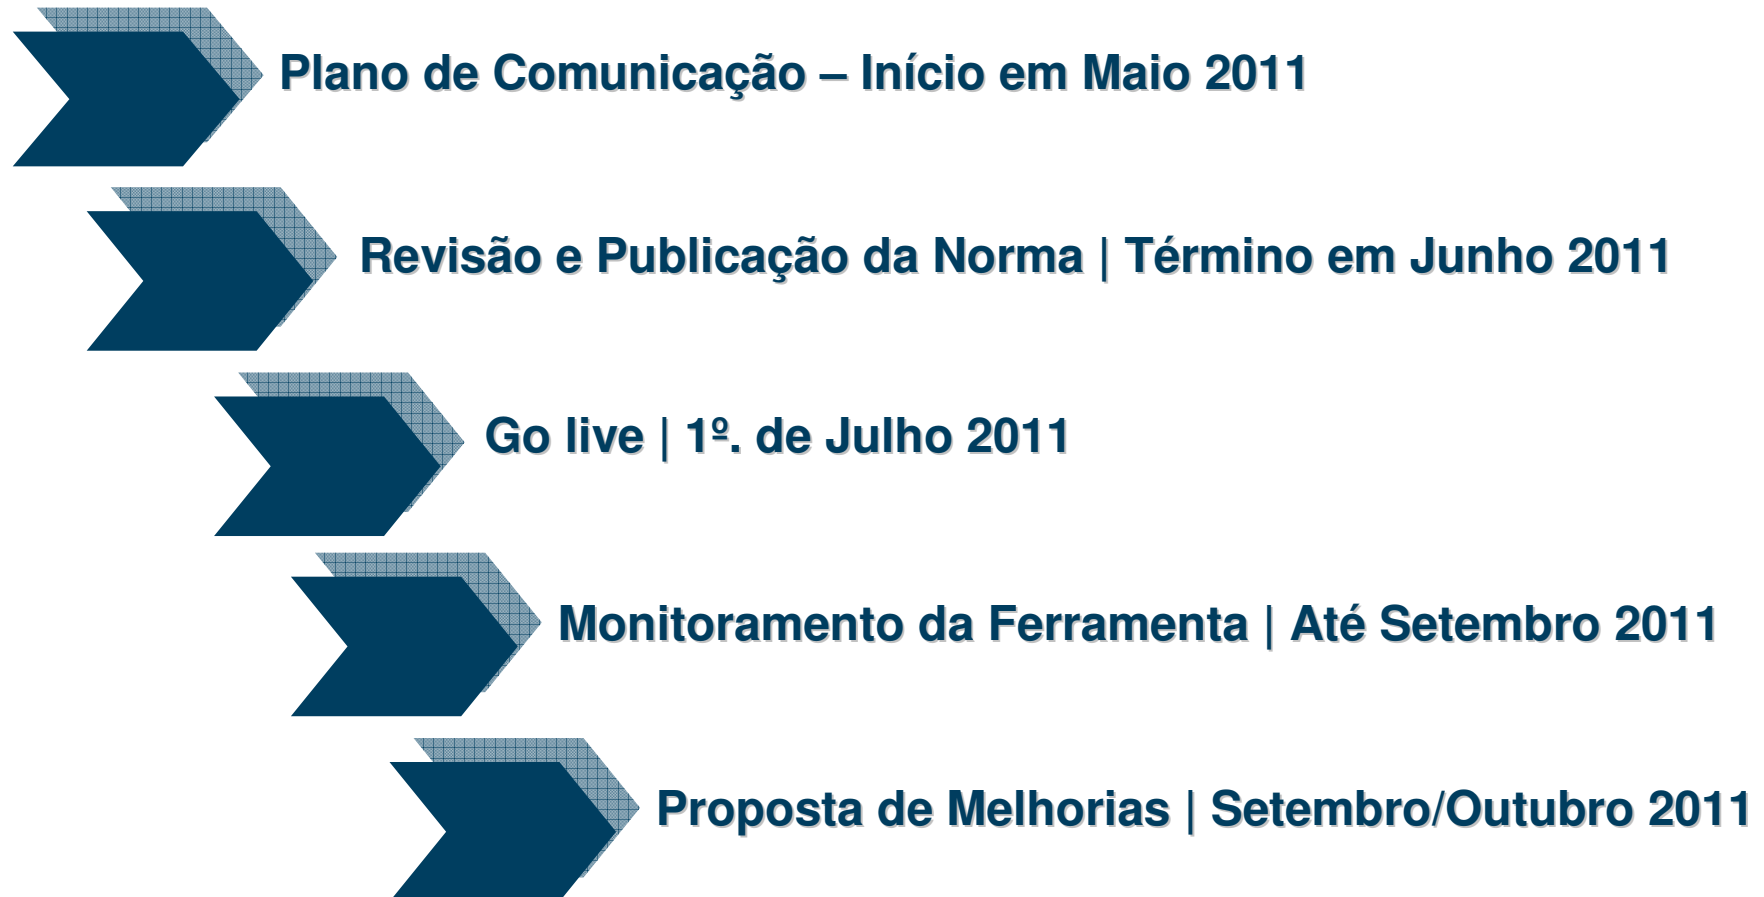 Plano de Comunicação – Início em Maio 2011
Revisão e Publicação da Norma | Término em Junho 2011
Go live | 1º. de Julho 2011
Monitoramento da Ferramenta | Até Setembro 2011
Proposta de Melhorias | Setembro/Outubro 2011